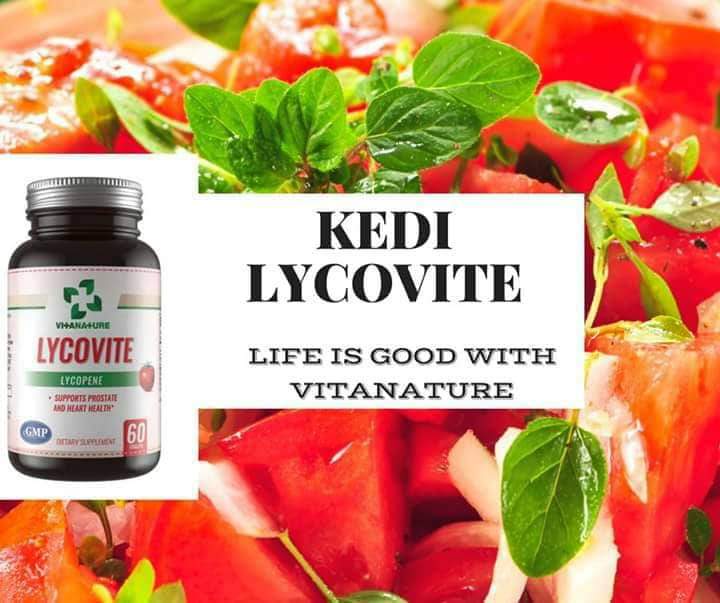 KEDI
LYCOVITE
LIFE IS GOOD WITH
VITANATURE
VITANATURE
LYCOVITE
LYCOPENE
• SUPPORTS PROSTATE
AND HEART HEALTH*
GMP
DIETARY SUPPLEMENT
60